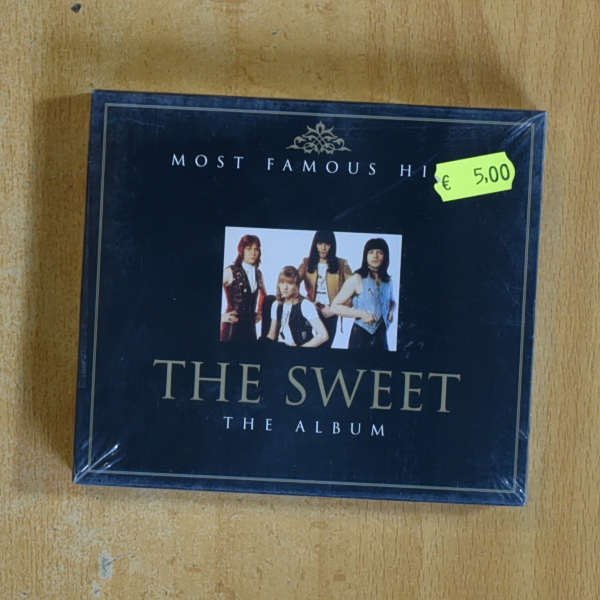 MOST FAMOUS HI
€ 5,00
THE SWEET
THE ALBUM